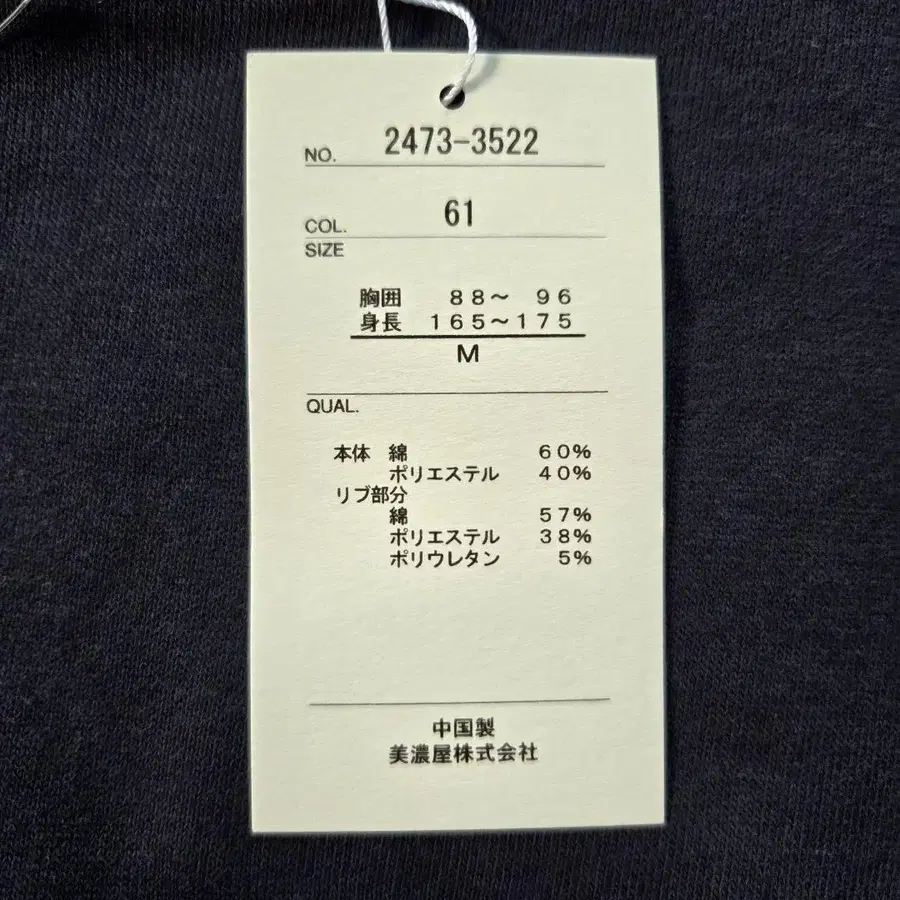 NO. 2473-3522
COL. 61
SIZE
胸囲 88〜 96
身長 165〜175
M
QUAL.
本体 綿 60%
ポリエステル 40%
リブ部分
綿 57%
ポリエステル 38%
ポリウレタン 5%
中国製
美濃屋株式会社